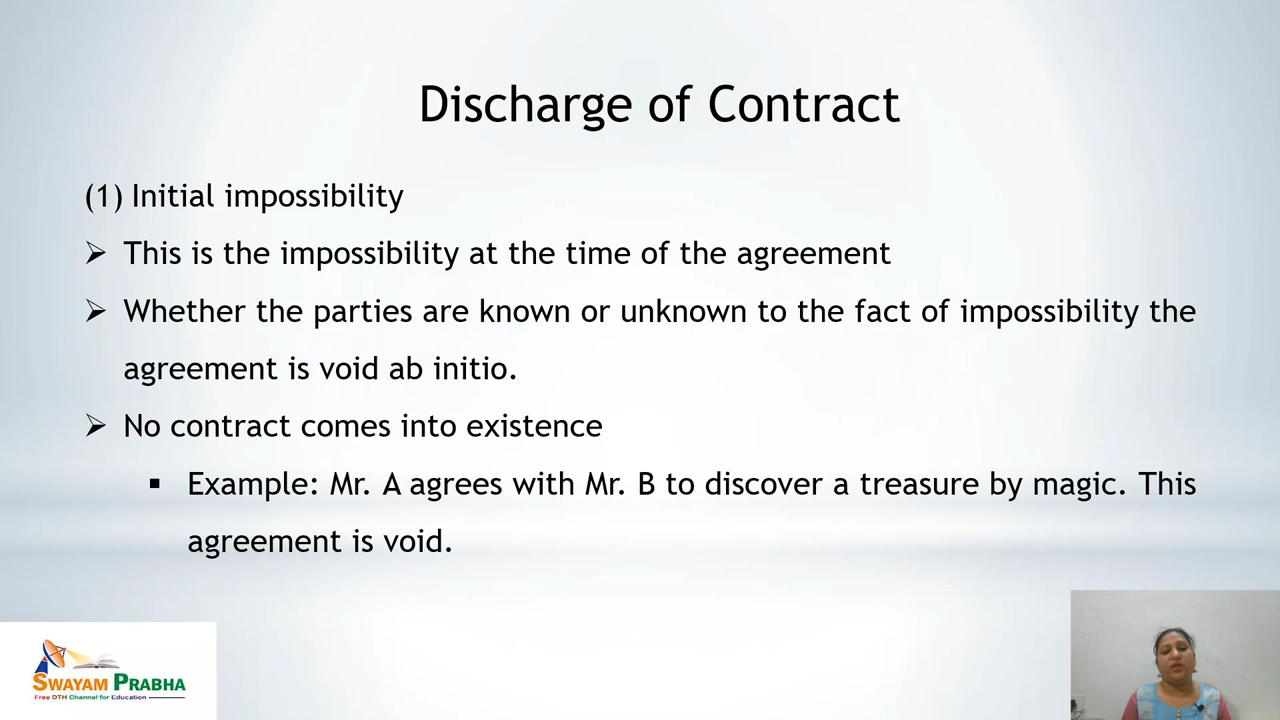 Discharge of Contract
(1) Initial impossibility
➢ This is the impossibility at the time of the agreement
➢ Whether the parties are known or unknown to the fact of impossibility the
agreement is void ab initio.
➢ No contract comes into existence
▪ Example: Mr. A agrees with Mr. B to discover a treasure by magic. This
agreement is void.
SWAYAM PRABHA
Free DTH Channel for Education